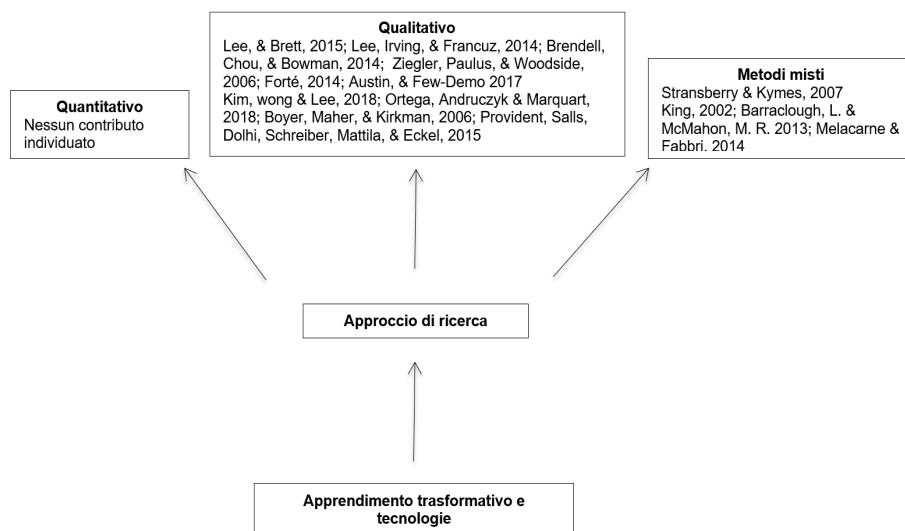 Qualitativo
Lee, & Brett, 2015; Lee, Irving, & Francuz, 2014; Brendell,
Chou, & Bowman, 2014;  Ziegler, Paulus, & Woodside,
2006; Forté, 2014; Austin, & Few-Demo 2017
Kim, wong & Lee, 2018; Ortega, Andruczyk & Marquart,
2018; Boyer, Maher, & Kirkman, 2006; Provident, Salls,
Dolhi, Schreiber, Mattila, & Eckel, 2015
Metodi misti
Stransberry & Kymes, 2007
King, 2002; Barraclough, L. &
McMahon, M. R. 2013; Melacarne &
Fabbri. 2014
Quantitativo
Nessun contributo
individuato
Approccio di ricerca
Apprendimento trasformativo e
tecnologie